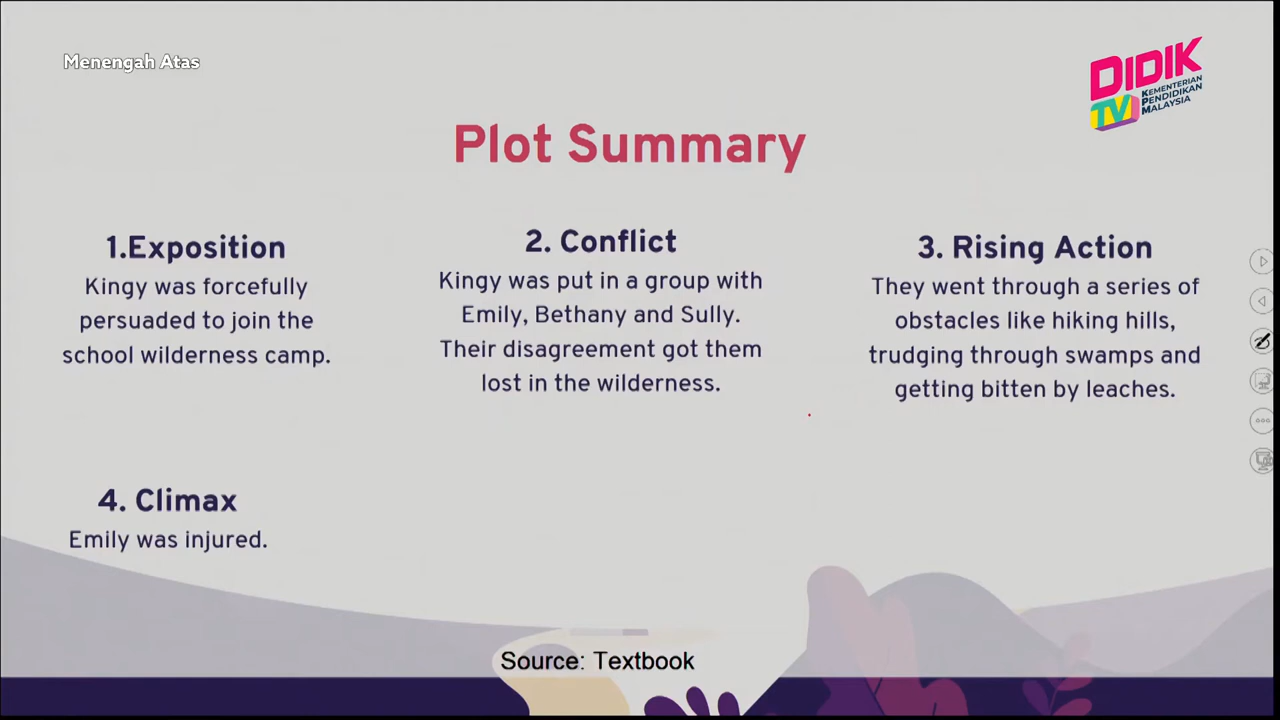 Menengah Atas
DIDIK
TV
KEMENTERIAN
PENDIDIKAN
MALAYSIA
Plot Summary
1.Exposition
Kingy was forcefully
persuaded to join the
school wilderness camp.
2. Conflict
Kingy was put in a group with
Emily, Bethany and Sully.
Their disagreement got them
lost in the wilderness.
3. Rising Action
They went through a series of
obstacles like hiking hills,
trudging through swamps and
getting bitten by leaches.
4. Climax
Emily was injured.
Source: Textbook